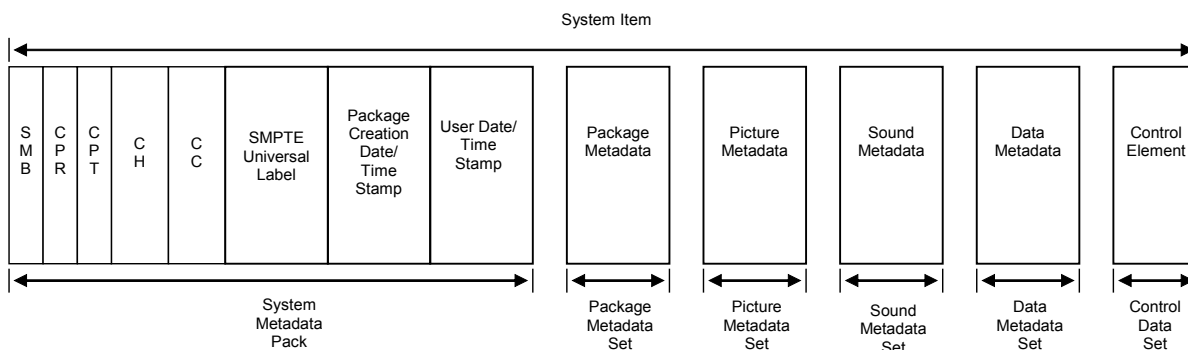 System Item
S
M
B
C
P
R
C
P
T
C
H
C
C
SMPTE
Universal
Label
Package
Creation
Date/
Time
Stamp
User Date/
Time
Stamp
Package
Metadata
Picture
Metadata
Sound
Metadata
Data
Metadata
Control
Element
System
Metadata
Pack
Package
Metadata
Set
Picture
Metadata
Set
Sound
Metadata
Set
Data
Metadata
Set
Control
Data
Set